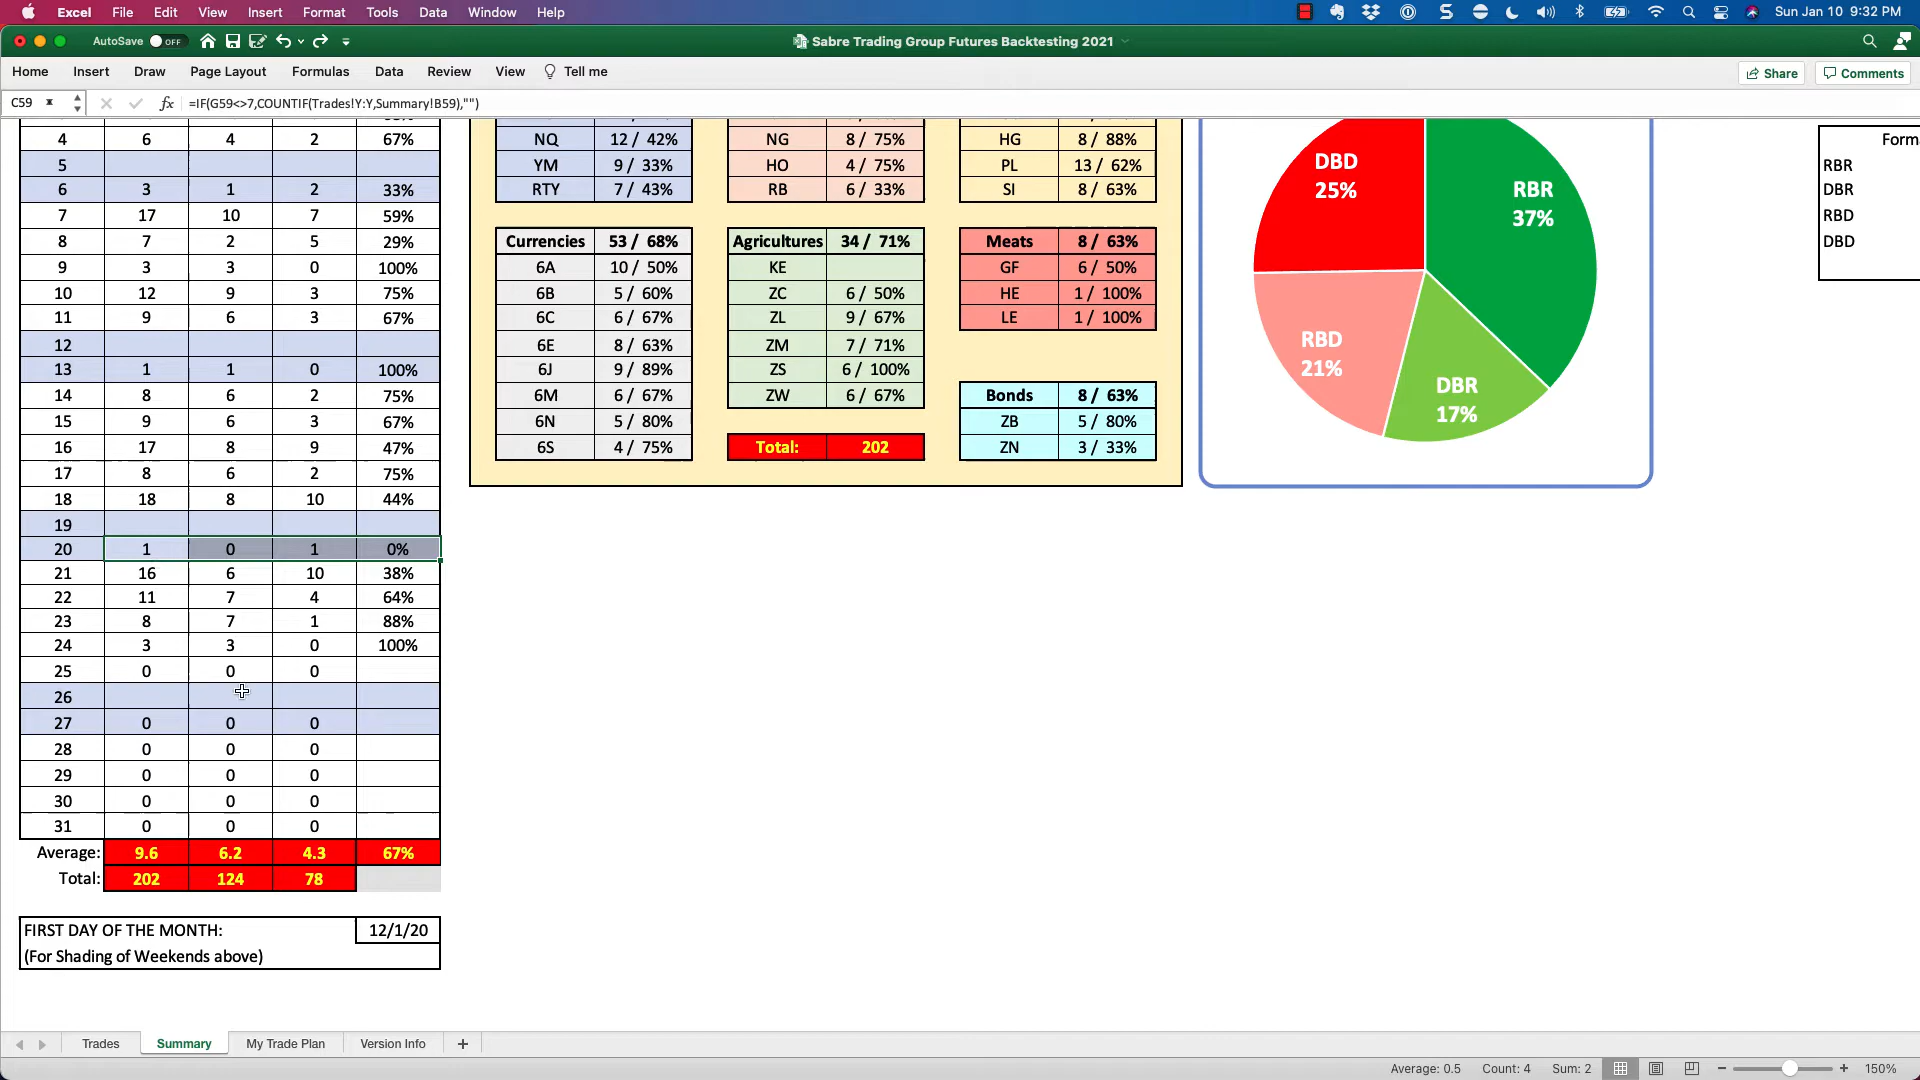 Excel File Edit View Insert Format Tools Data Window Help Sun Jan 10 9:32 PM
AutoSave OFF Sabre Trading Group Futures Backtesting 2021
Home Insert Draw Page Layout Formulas Data Review View Tell me Share Comments
C59 fx =IF(G59<>7,COUNTIF(Trades!Y:Y,Summary!B59),"")
4 6 4 2 67%
5
6 3 1 2 33%
7 17 10 7 59%
8 7 2 5 29%
9 3 3 0 100%
10 12 9 3 75%
11 9 6 3 67%
12
13 1 1 0 100%
14 8 6 2 75%
15 9 6 3 67%
16 17 8 9 47%
17 8 6 2 75%
18 18 8 10 44%
19
20 1 0 1 0%
21 16 6 10 38%
22 11 7 4 64%
23 8 7 1 88%
24 3 3 0 100%
25 0 0 0
26
27 0 0 0
28 0 0 0
29 0 0 0
30 0 0 0
31 0 0 0
Average: 9.6 6.2 4.3 67%
Total: 202 124 78
FIRST DAY OF THE MONTH: 12/1/20
(For Shading of Weekends above)
NQ 12 / 42%
YM 9 / 33%
RTY 7 / 43%
NG 8 / 75%
HO 4 / 75%
RB 6 / 33%
HG 8 / 88%
PL 13 / 62%
SI 8 / 63%
Currencies 53 / 68%
6A 10 / 50%
6B 5 / 60%
6C 6 / 67%
6E 8 / 63%
6J 9 / 89%
6M 6 / 67%
6N 5 / 80%
6S 4 / 75%
Agricultures 34 / 71%
KE
ZC 6 / 50%
ZL 9 / 67%
ZM 7 / 71%
ZS 6 / 100%
ZW 6 / 67%
Total: 202
Meats 8 / 63%
GF 6 / 50%
HE 1 / 100%
LE 1 / 100%
Bonds 8 / 63%
ZB 5 / 80%
ZN 3 / 33%
DBD
25%
RBR
37%
RBD
21%
DBR
17%
Forma
RBR
DBR
RBD
DBD
Trades Summary My Trade Plan Version Info +
Average: 0.5 Count: 4 Sum: 2 150%